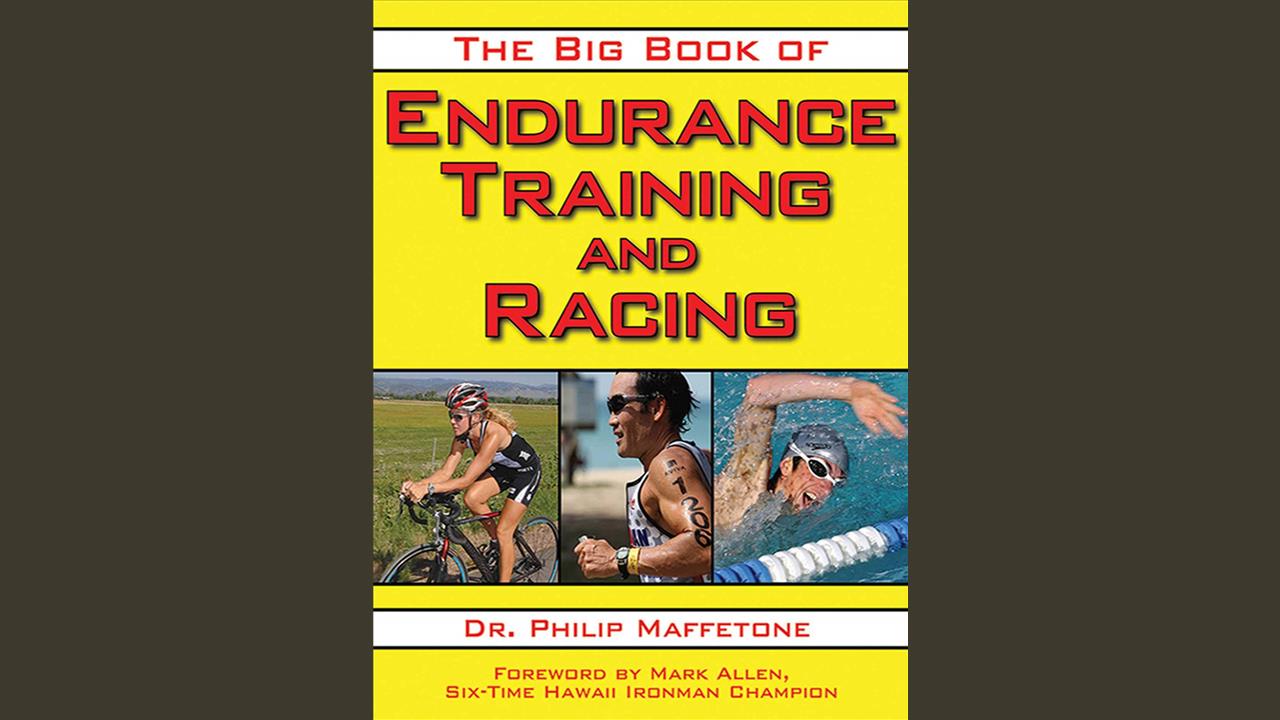 The Big Book of
Endurance
Training
and
Racing
1206
Dr. Philip Maffetone
Foreword by Mark Allen,
Six-Time Hawaii Ironman Champion